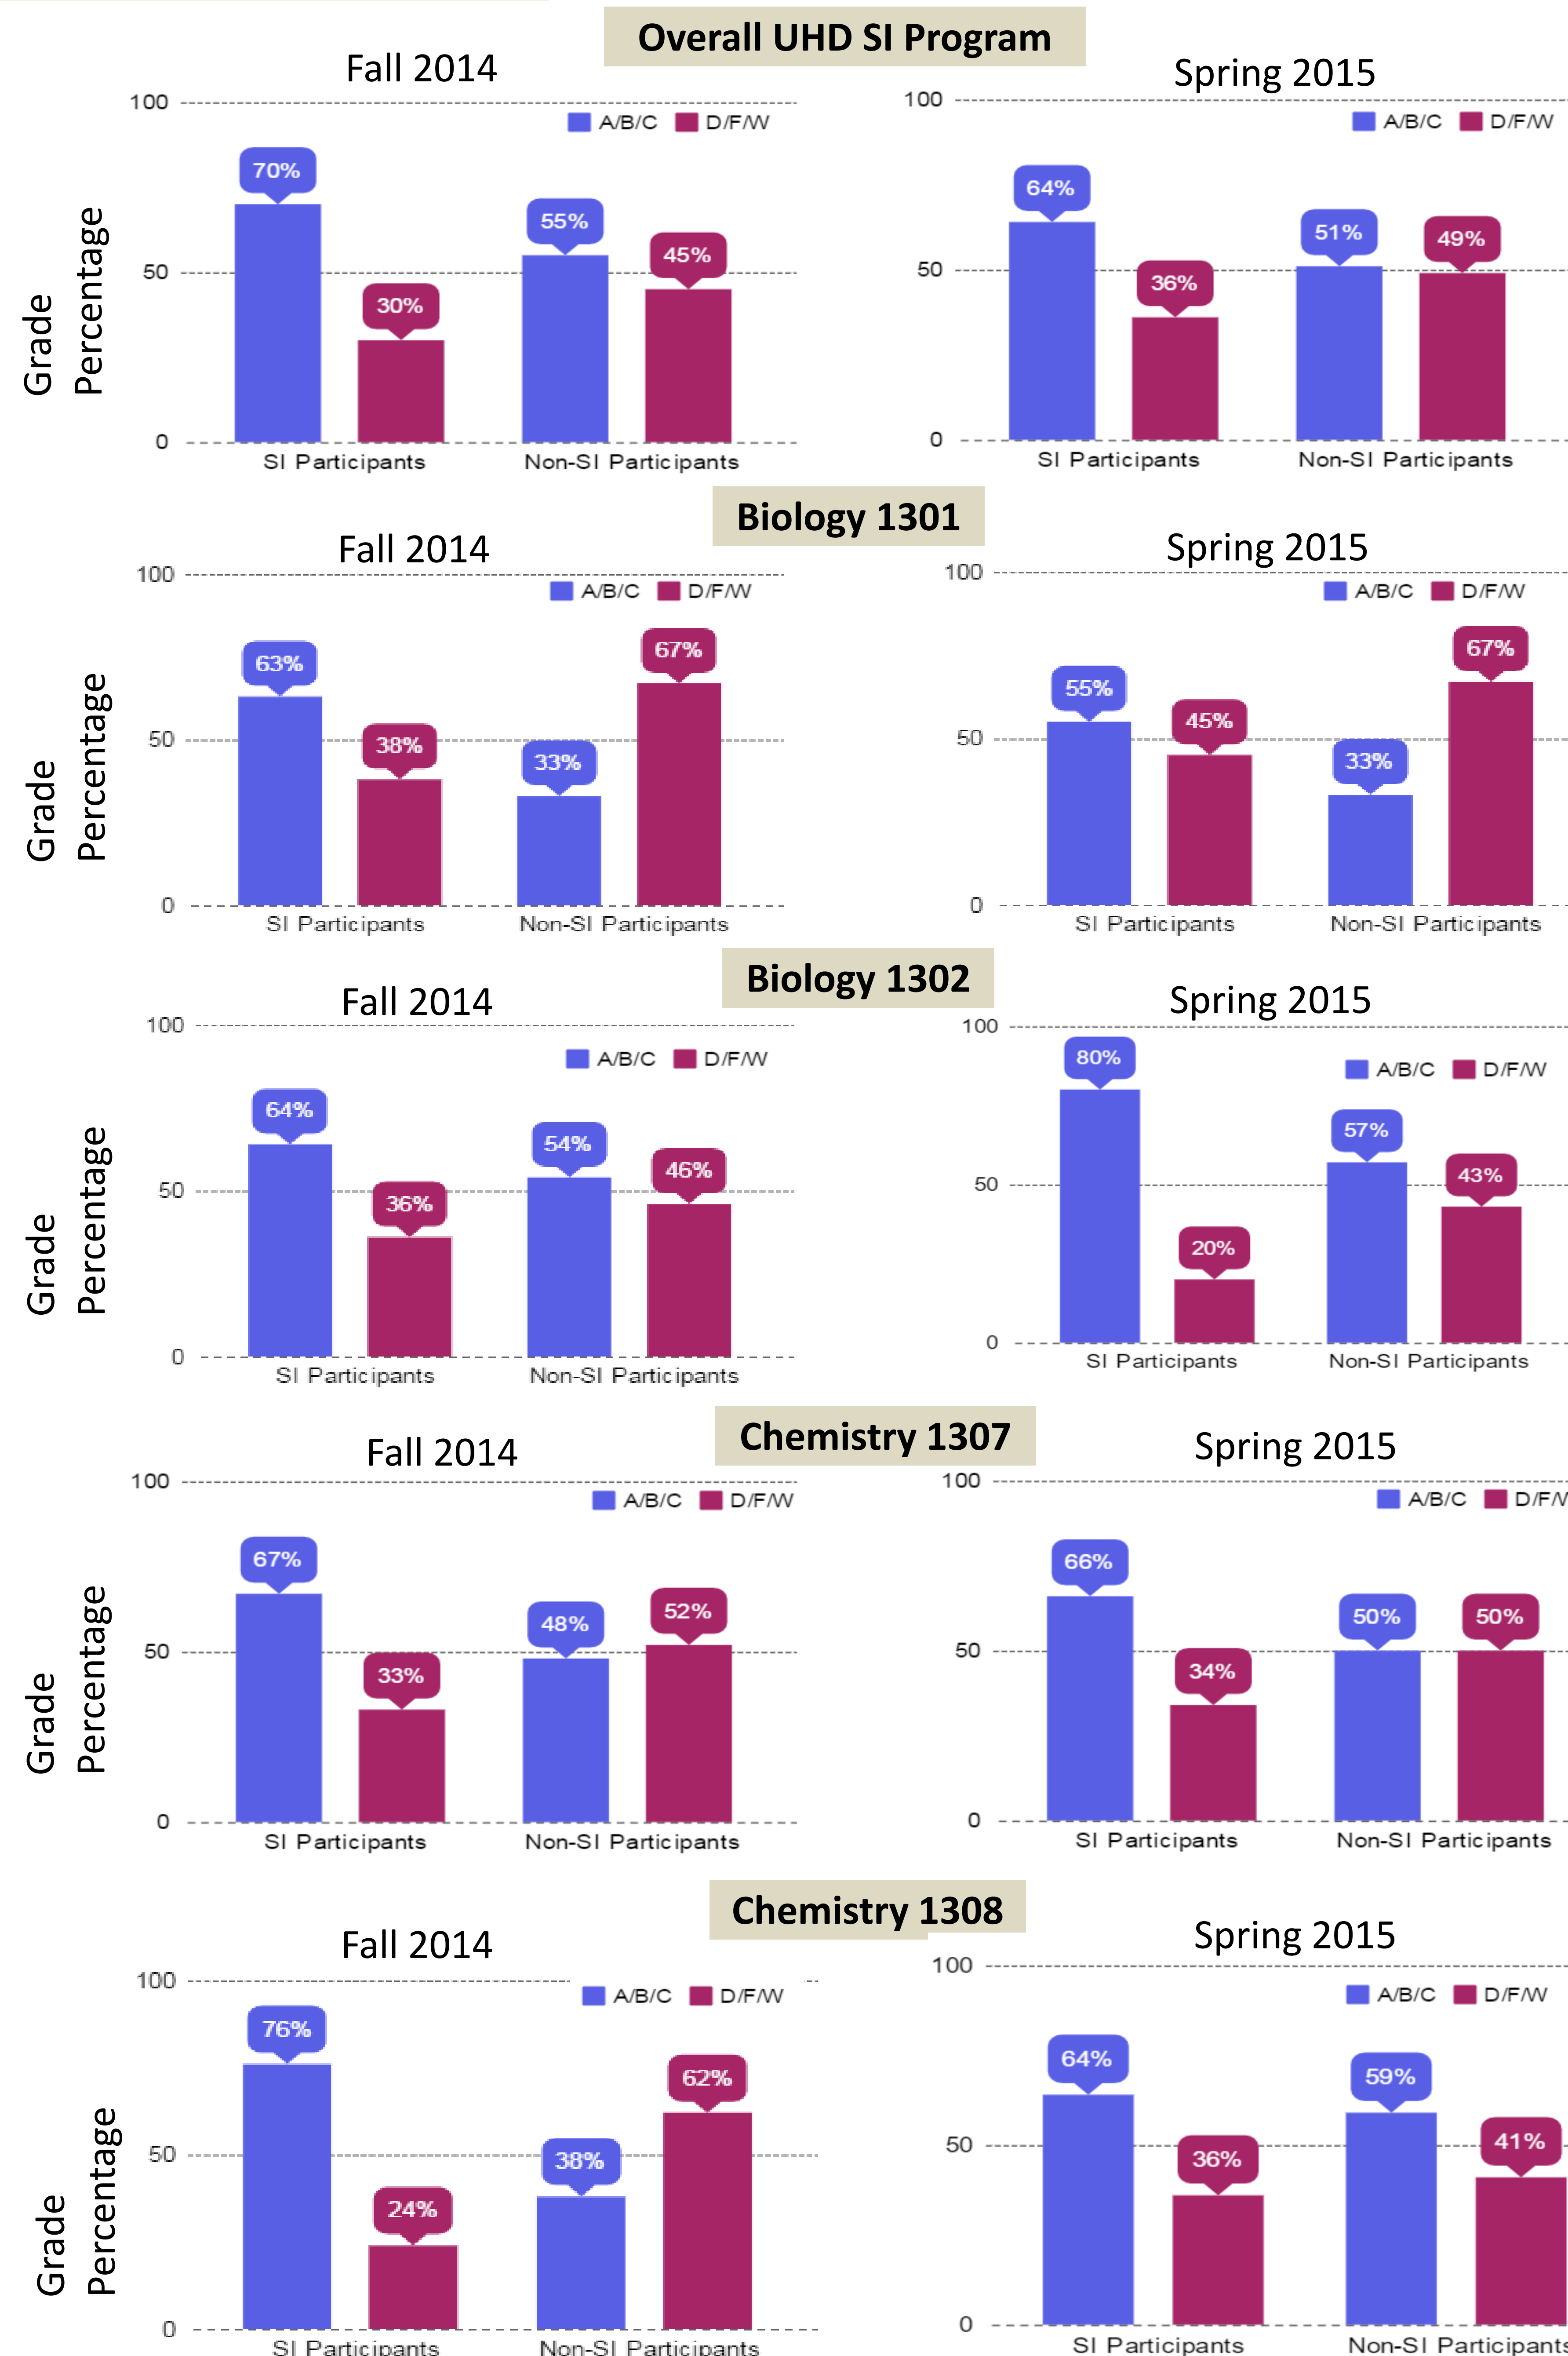 Overall UHD SI Program
Fall 2014
Spring 2015
Grade
Percentage
100
50
0
A/B/C D/F/W
70%
30%
55%
45%
SI Participants Non-SI Participants
100
50
0
A/B/C D/F/W
64%
36%
51%
49%
SI Participants Non-SI Participants
Biology 1301
Fall 2014
Spring 2015
Grade
Percentage
100
50
0
A/B/C D/F/W
63%
38%
33%
67%
SI Participants Non-SI Participants
100
50
0
A/B/C D/F/W
55%
45%
33%
67%
SI Participants Non-SI Participants
Biology 1302
Fall 2014
Spring 2015
Grade
Percentage
100
50
0
A/B/C D/F/W
64%
36%
54%
46%
SI Participants Non-SI Participants
100
50
0
A/B/C D/F/W
80%
20%
57%
43%
SI Participants Non-SI Participants
Chemistry 1307
Fall 2014
Spring 2015
Grade
Percentage
100
50
0
A/B/C D/F/W
67%
33%
48%
52%
SI Participants Non-SI Participants
100
50
0
A/B/C D/F/W
66%
34%
50%
50%
SI Participants Non-SI Participants
Chemistry 1308
Fall 2014
Spring 2015
Grade
Percentage
100
50
0
A/B/C D/F/W
76%
24%
38%
62%
SI Participants Non-SI Participants
100
50
0
A/B/C D/F/W
64%
36%
59%
41%
SI Participants Non-SI Participants